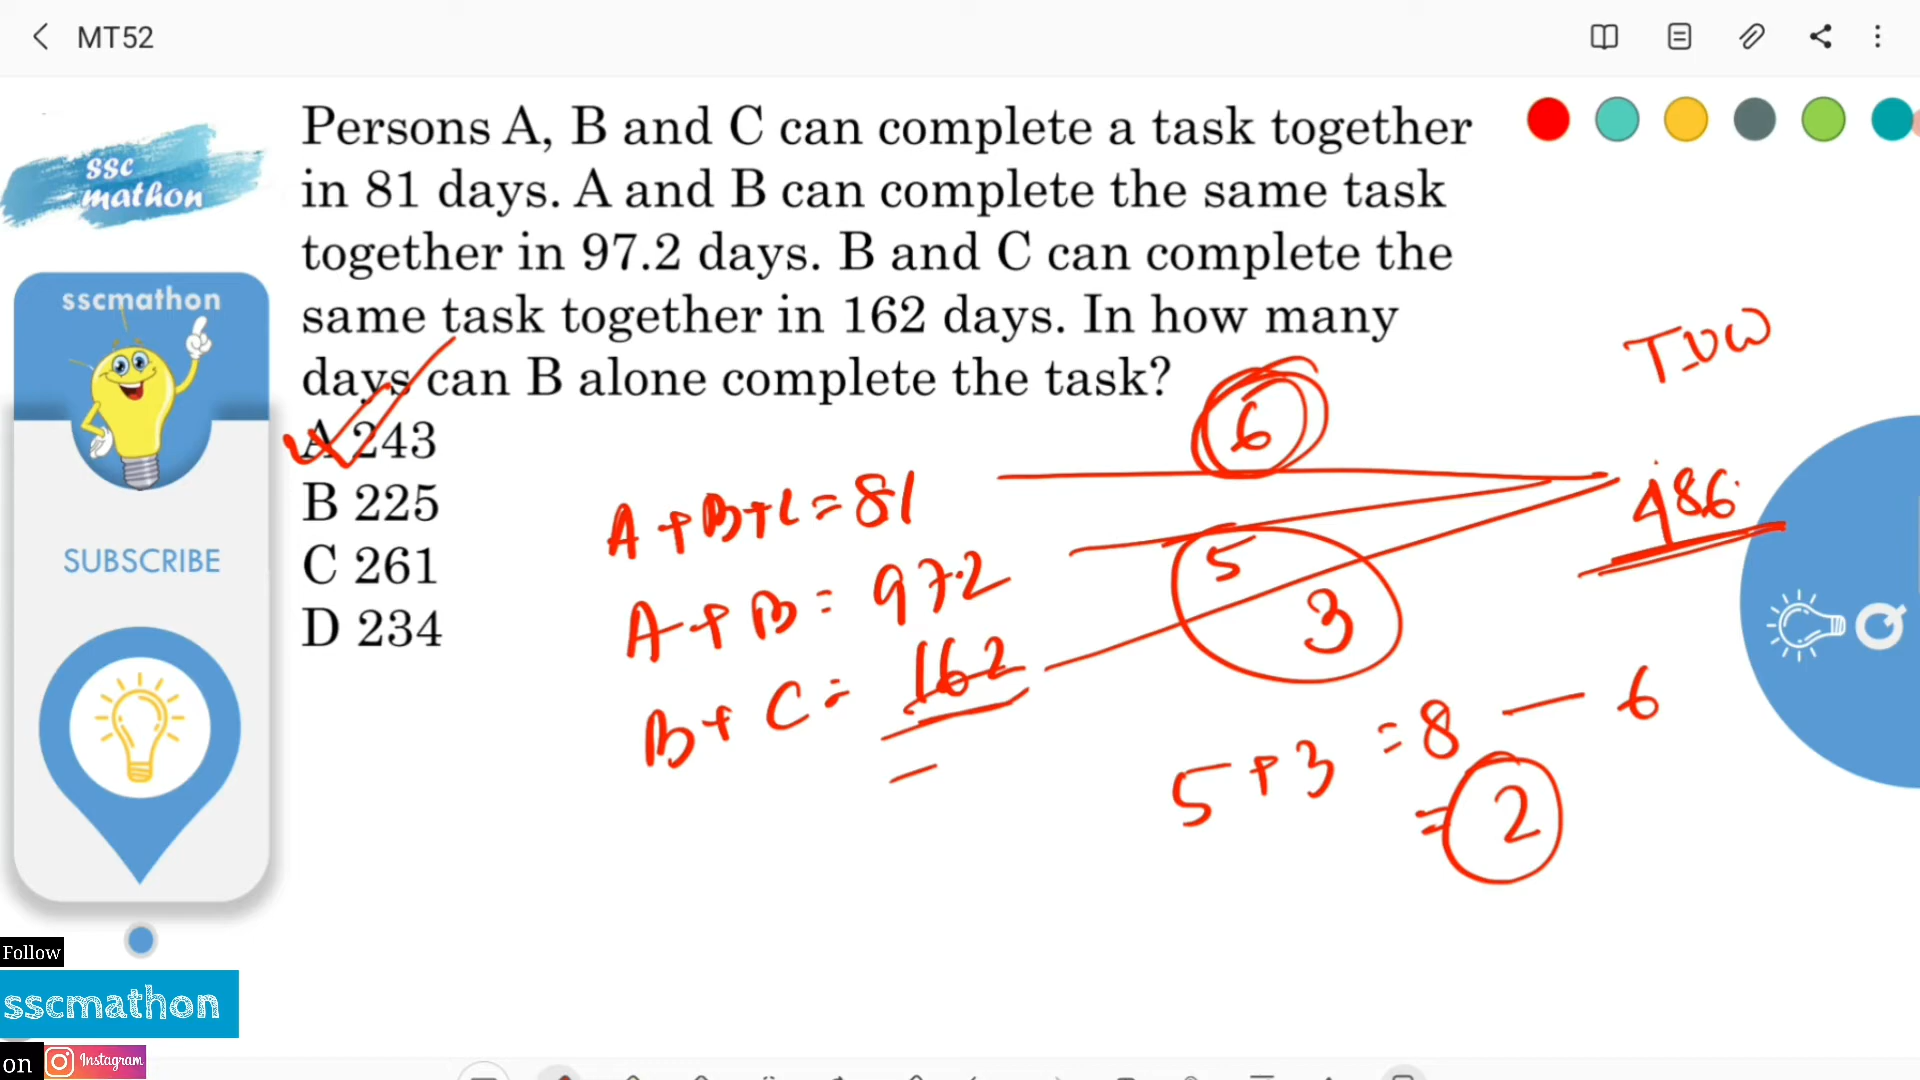 MT52
Persons A, B and C can complete a task together
in 81 days. A and B can complete the same task
together in 97.2 days. B and C can complete the
same task together in 162 days. In how many
days can B alone complete the task?
A 243
B 225
C 261
D 234
ssc
mathon
sscmathon
SUBSCRIBE
Follow
sscmathon
on Instagram
A+B+C=81
A+B=97.2
B+C=162
6
5
3
TOW
486
5+3=8-6
=2
Q